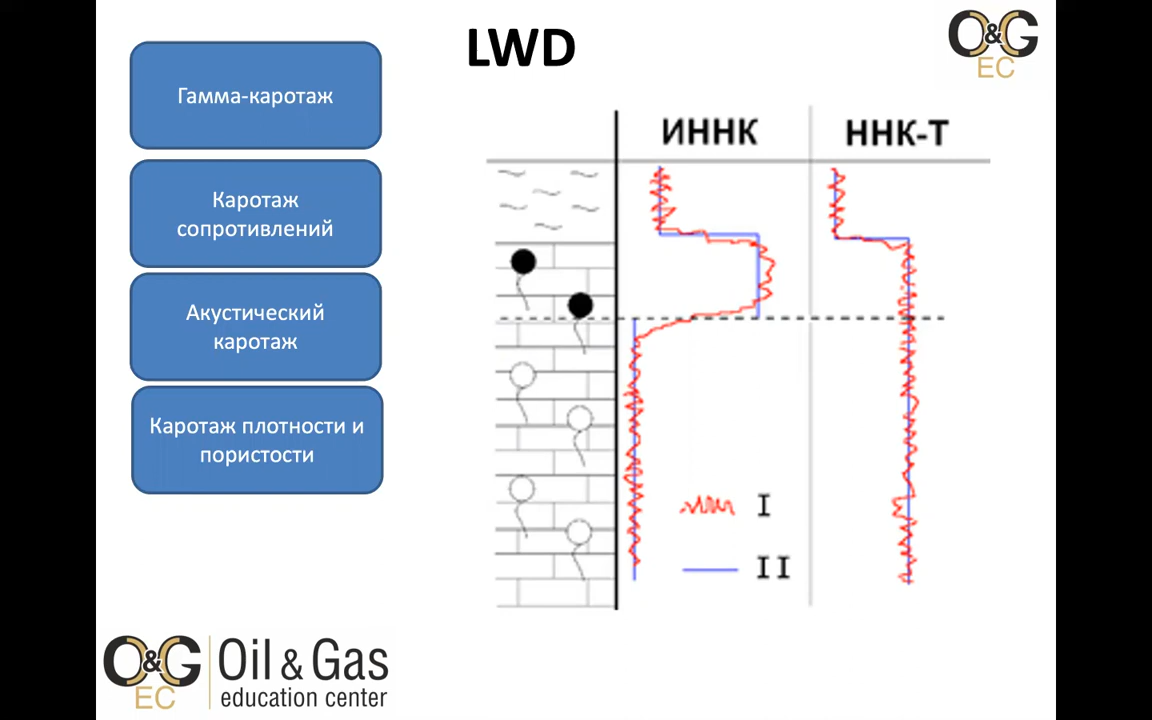 LWD
O&G
EC
Гамма-каротаж
Каротаж
сопротивлений
Акустический
каротаж
Каротаж плотности и
пористости
ИННК
ННК-Т
I
II
O&G
EC
Oil & Gas
education center